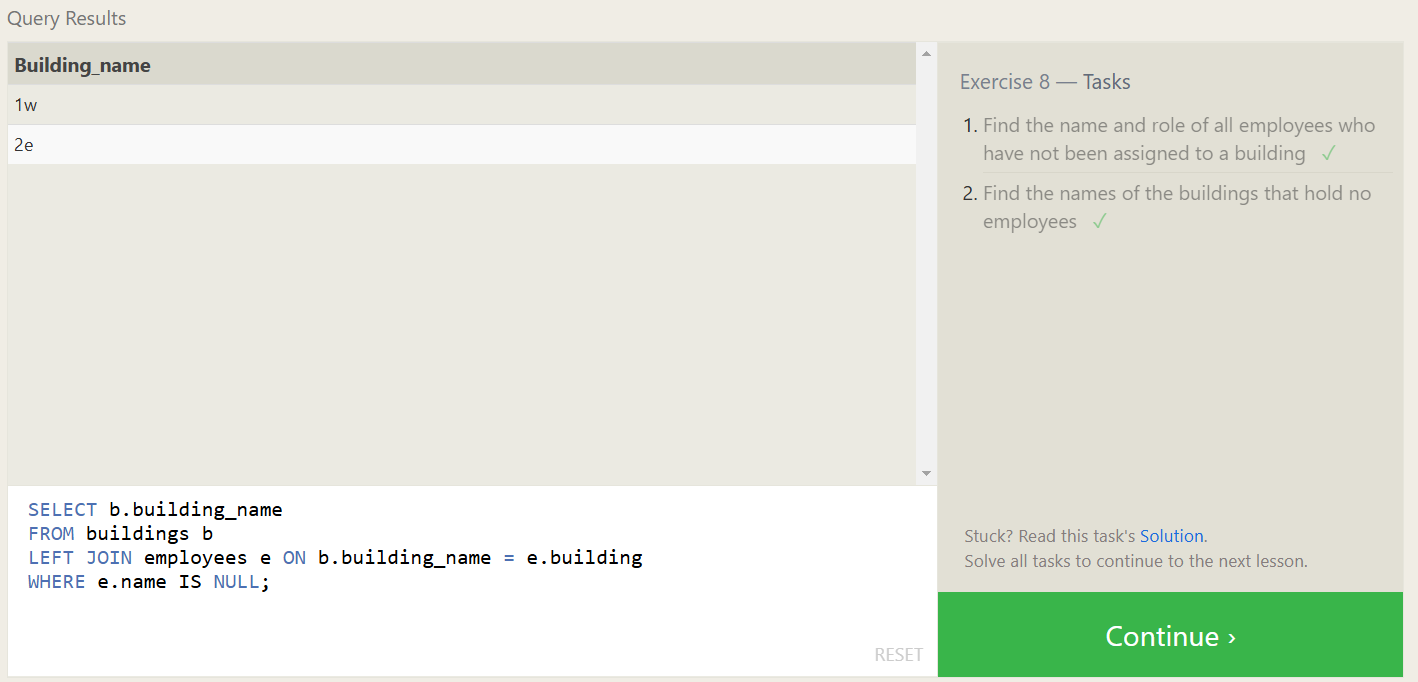 Query Results
Building_name
1w
2e
SELECT b.building_name
FROM buildings b
LEFT JOIN employees e ON b.building_name = e.building
WHERE e.name IS NULL;
RESET
Exercise 8 — Tasks
1. Find the name and role of all employees who
have not been assigned to a building ✓
2. Find the names of the buildings that hold no
employees ✓
Stuck? Read this task's Solution.
Solve all tasks to continue to the next lesson.
Continue ›